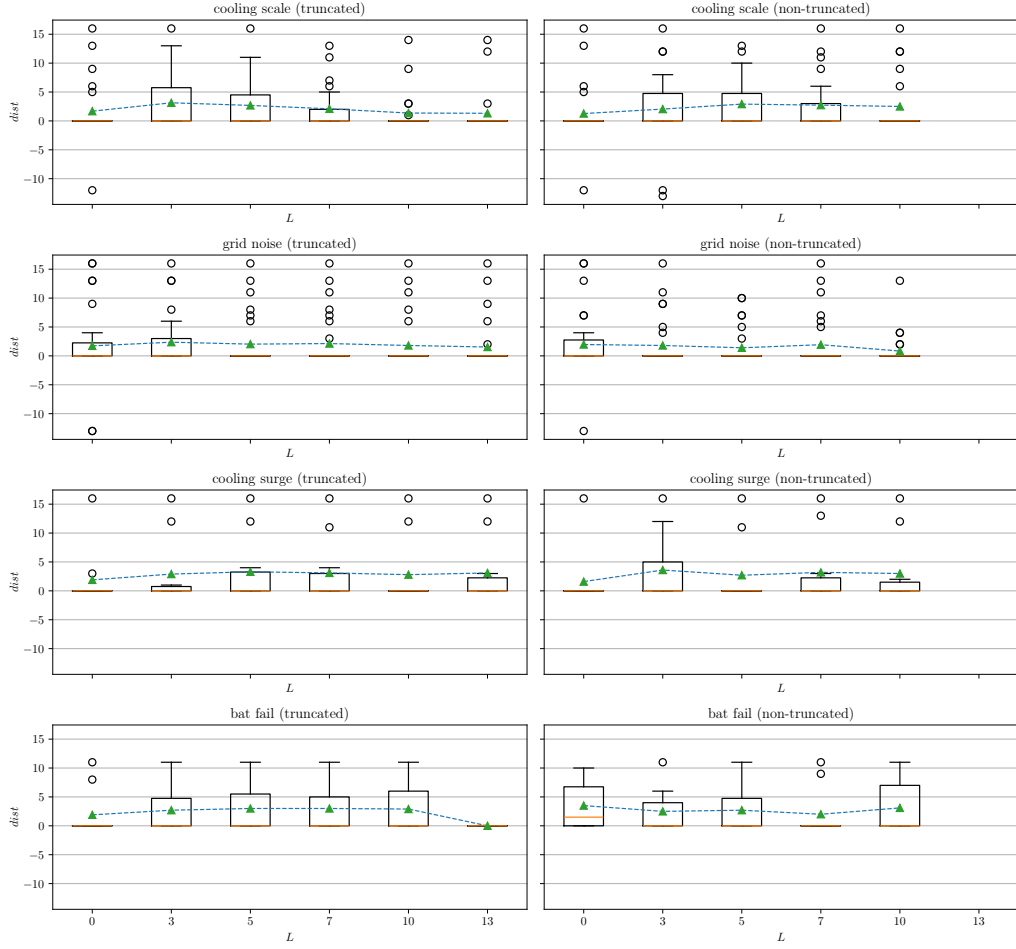 cooling scale (truncated)
cooling scale (non-truncated)
15
10
5
0
−5
−10
dist
L
L
grid noise (truncated)
grid noise (non-truncated)
15
10
5
0
−5
−10
dist
L
L
cooling surge (truncated)
cooling surge (non-truncated)
15
10
5
0
−5
−10
dist
L
L
bat fail (truncated)
bat fail (non-truncated)
15
10
5
0
−5
−10
dist
0 3 5 7 10 13
0 3 5 7 10 13
L
L